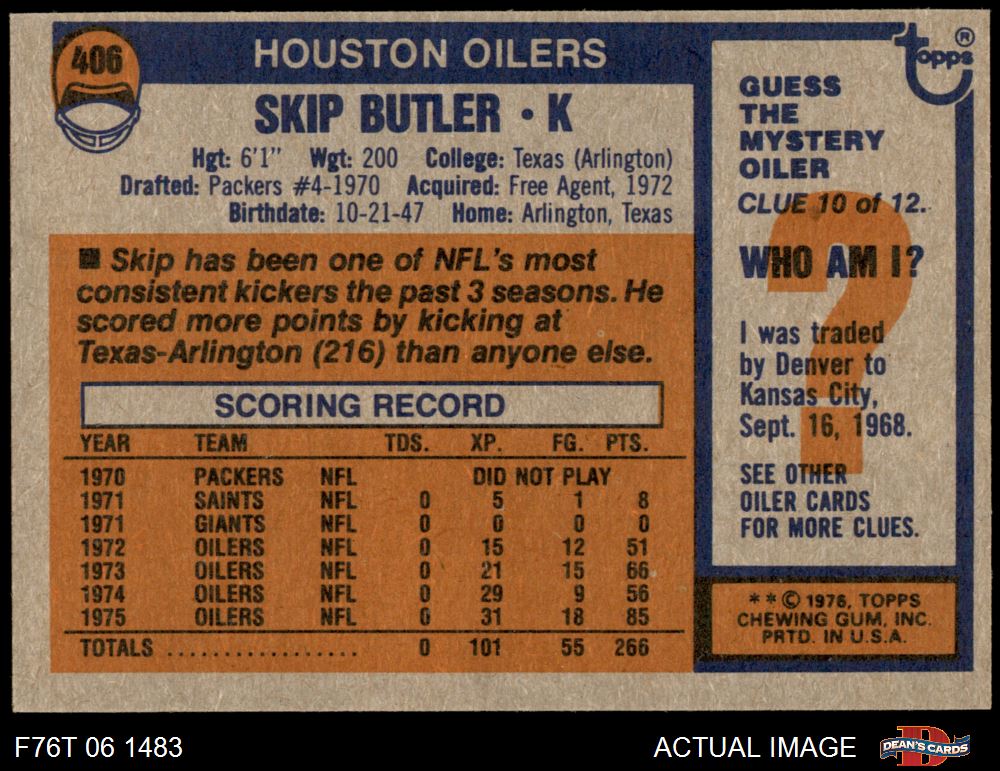 406
HOUSTON OILERS
SKIP BUTLER • K
Hgt: 6'1" Wgt: 200 College: Texas (Arlington)
Drafted: Packers #4-1970 Acquired: Free Agent, 1972
Birthdate: 10-21-47 Home: Arlington, Texas
■ Skip has been one of NFL's most
consistent kickers the past 3 seasons. He
scored more points by kicking at
Texas-Arlington (216) than anyone else.
SCORING RECORD
YEAR TEAM TDS. XP. FG. PTS.
1970 PACKERS NFL DID NOT PLAY
1971 SAINTS NFL 0 5 1 8
1971 GIANTS NFL 0 0 0 0
1972 OILERS NFL 0 15 12 51
1973 OILERS NFL 0 21 15 66
1974 OILERS NFL 0 29 9 56
1975 OILERS NFL 0 31 18 85
TOTALS ................. 0 101 55 266
topps ®
GUESS
THE
MYSTERY
OILER
CLUE 10 of 12.
?
WHO AM I?
I was traded
by Denver to
Kansas City,
Sept. 16, 1968.
SEE OTHER
OILER CARDS
FOR MORE CLUES.
* * © 1976, TOPPS
CHEWING GUM, INC.
PRTD. IN U.S.A.
F76T 06 1483
ACTUAL IMAGE
D
DEAN'S CARDS